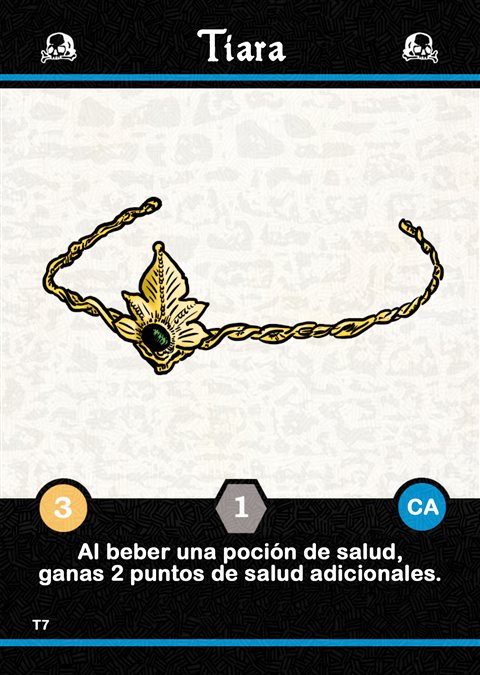 Tiara
3
1
CA
Al beber una poción de salud,
ganas 2 puntos de salud adicionales.
T7